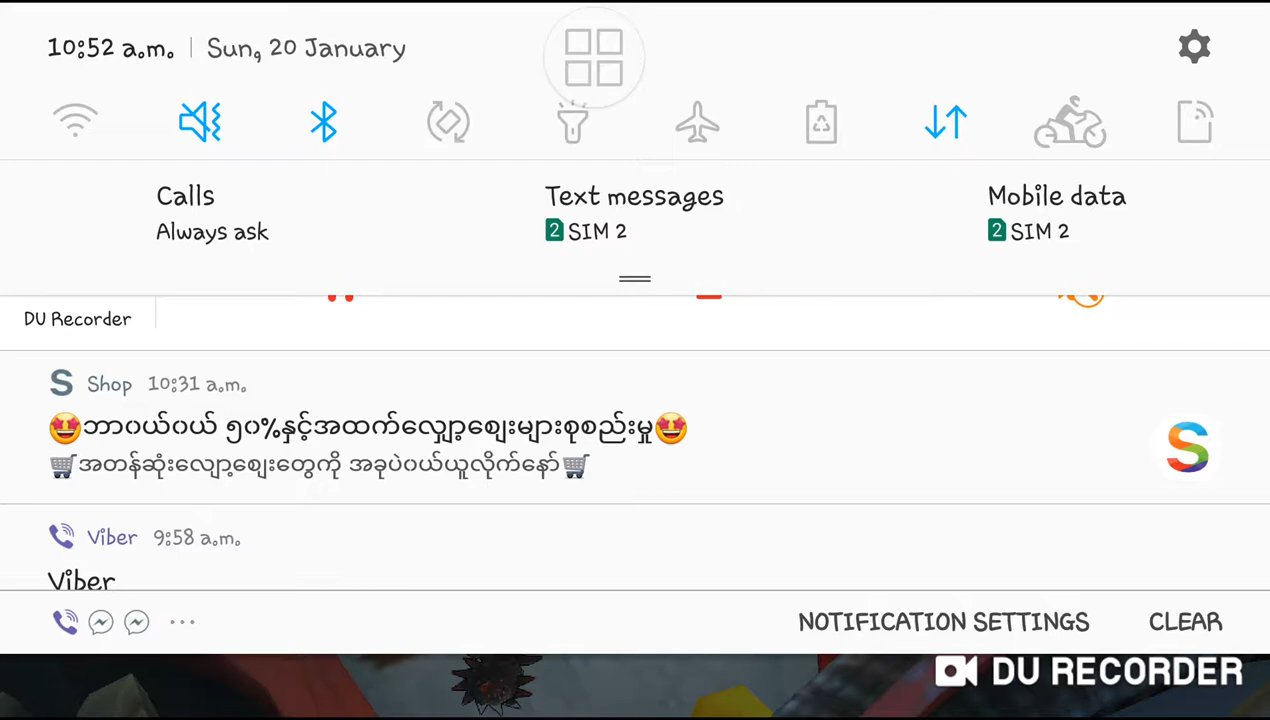 10:52 a.m. | Sun, 20 January
Calls
Always ask
Text messages
2 SIM 2
Mobile data
2 SIM 2
DU Recorder
S Shop 10:31 a.m.
🤩ဘာ၀ယ်၀ယ် ၅၀%နှင့်အထက်လျှော့ဈေးများစုစည်းမှု🤩
🛒အတန်ဆုံးလျှော့ဈေးတွေကို အခုပဲ၀ယ်ယူလိုက်နော်🛒
Viber 9:58 a.m.
Viber
NOTIFICATION SETTINGS
CLEAR
DU RECORDER